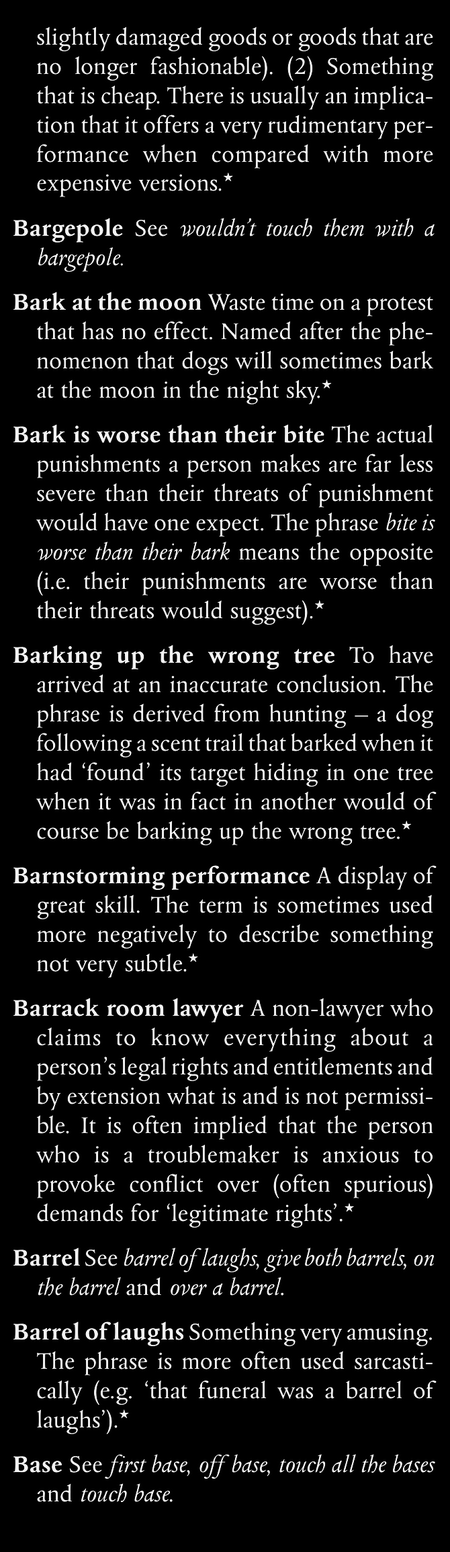 slightly damaged goods or goods that are
no longer fashionable). (2) Something
that is cheap. There is usually an implica-
tion that it offers a very rudimentary per-
formance when compared with more
expensive versions.★
Bargepole See wouldn’t touch them with a
bargepole.
Bark at the moon Waste time on a protest
that has no effect. Named after the phe-
nomenon that dogs will sometimes bark
at the moon in the night sky.★
Bark is worse than their bite The actual
punishments a person makes are far less
severe than their threats of punishment
would have one expect. The phrase bite is
worse than their bark means the opposite
(i.e. their punishments are worse than
their threats would suggest).★
Barking up the wrong tree To have
arrived at an inaccurate conclusion. The
phrase is derived from hunting – a dog
following a scent trail that barked when it
had ‘found’ its target hiding in one tree
when it was in fact in another would of
course be barking up the wrong tree.★
Barnstorming performance A display of
great skill. The term is sometimes used
more negatively to describe something
not very subtle.★
Barrack room lawyer A non-lawyer who
claims to know everything about a
person’s legal rights and entitlements and
by extension what is and is not permissi-
ble. It is often implied that the person
who is a troublemaker is anxious to
provoke conflict over (often spurious)
demands for ‘legitimate rights’.★
Barrel See barrel of laughs, give both barrels, on
the barrel and over a barrel.
Barrel of laughs Something very amusing.
The phrase is more often used sarcasti-
cally (e.g. ‘that funeral was a barrel of
laughs’).★
Base See first base, off base, touch all the bases
and touch base.